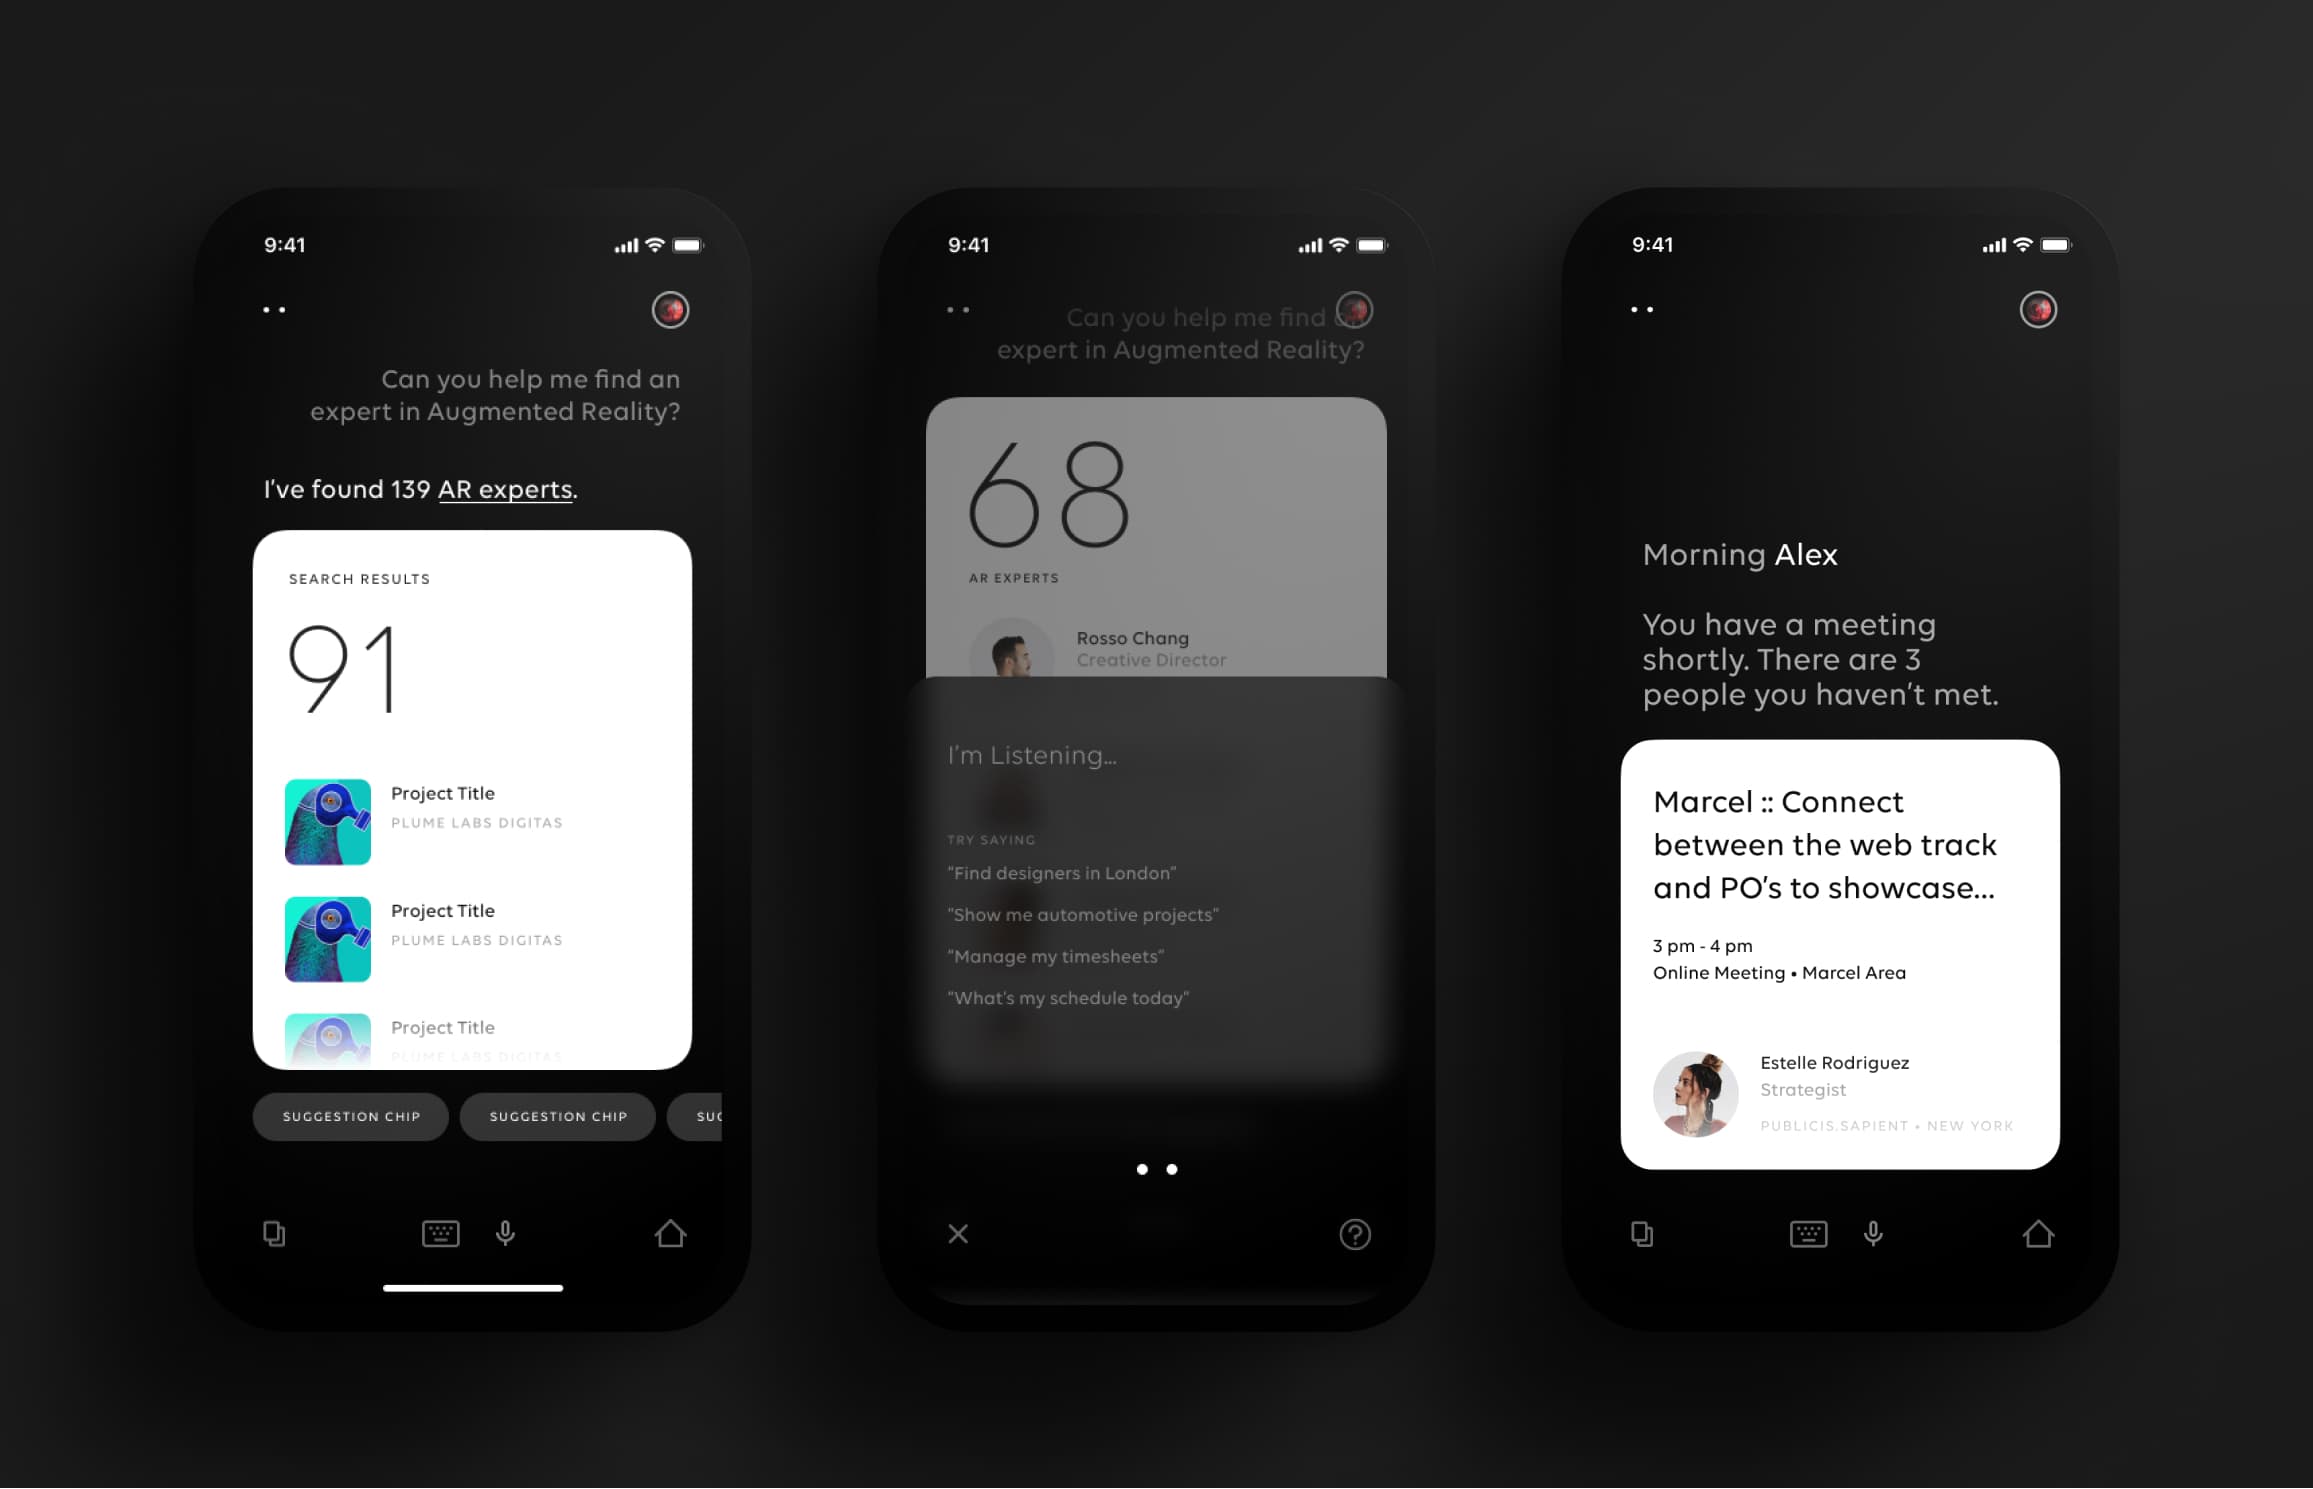 9:41
Can you help me find an
expert in Augmented Reality?
I've found 139 AR experts.
SEARCH RESULTS
91
Project Title
PLUME LABS DIGITAS
Project Title
PLUME LABS DIGITAS
Project Title
PLUME LABS DIGITAS
SUGGESTION CHIP
SUGGESTION CHIP
SUG
9:41
Can you help me find an
expert in Augmented Reality?
68
AR EXPERTS
Rosso Chang
Creative Director
I'm Listening...
TRY SAYING
"Find designers in London"
"Show me automotive projects"
"Manage my timesheets"
"What's my schedule today"
9:41
Morning Alex
You have a meeting
shortly. There are 3
people you haven't met.
Marcel :: Connect
between the web track
and PO's to showcase...
3 pm - 4 pm
Online Meeting • Marcel Area
Estelle Rodriguez
Strategist
PUBLICIS.SAPIENT • NEW YORK